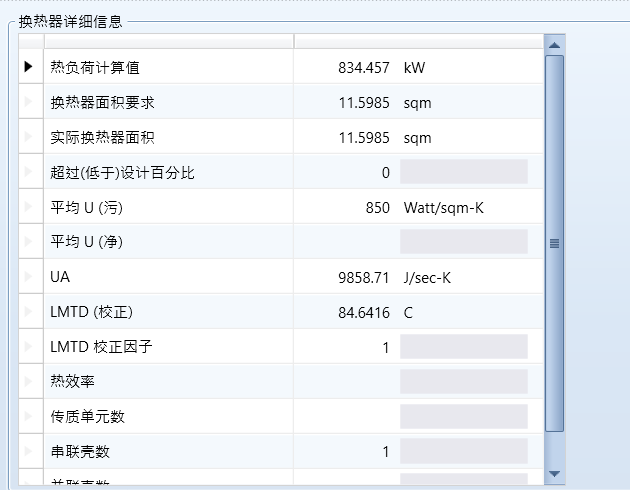 换热器详细信息
热负荷计算值 834.457 kW
换热器面积要求 11.5985 sqm
实际换热器面积 11.5985 sqm
超过(低于)设计百分比 0
平均 U (污) 850 Watt/sqm-K
平均 U (净)
UA 9858.71 J/sec-K
LMTD (校正) 84.6416 C
LMTD 校正因子 1
热效率
传质单元数
串联壳数 1